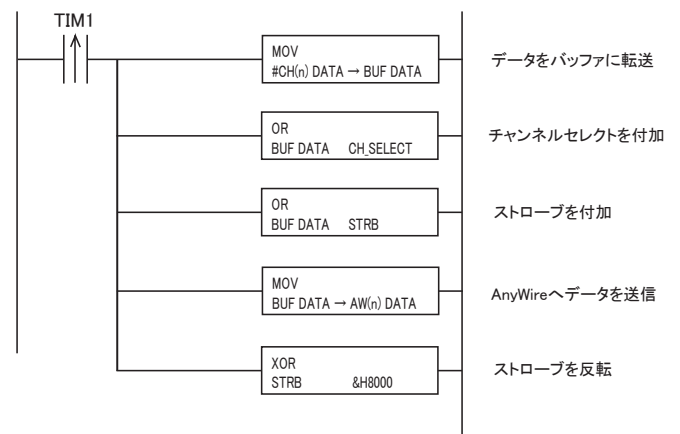 TIM1
MOV
#CH(n) DATA → BUF DATA
データをバッファに転送
OR
BUF DATA CH_SELECT
チャンネルセレクトを付加
OR
BUF DATA STRB
ストローブを付加
MOV
BUF DATA → AW(n) DATA
AnyWireへデータを送信
XOR
STRB &H8000
ストローブを反転